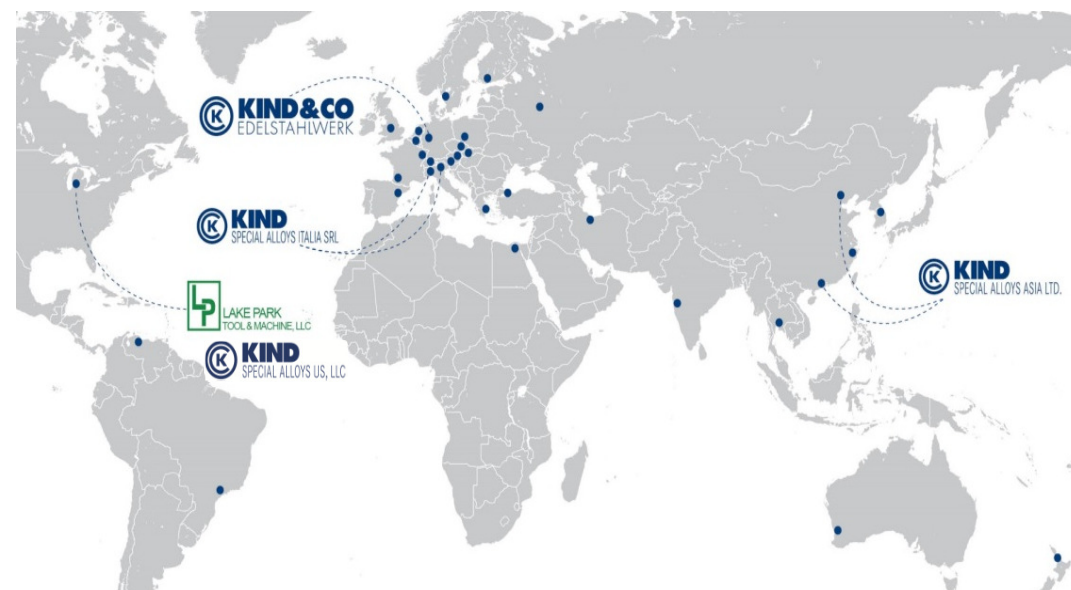 KIND&CO
EDELSTAHLWERK
KIND
SPECIAL ALLOYS ITALIA SRL
LP
LAKE PARK
TOOL & MACHINE, LLC
KIND
SPECIAL ALLOYS US, LLC
KIND
SPECIAL ALLOYS ASIA LTD.